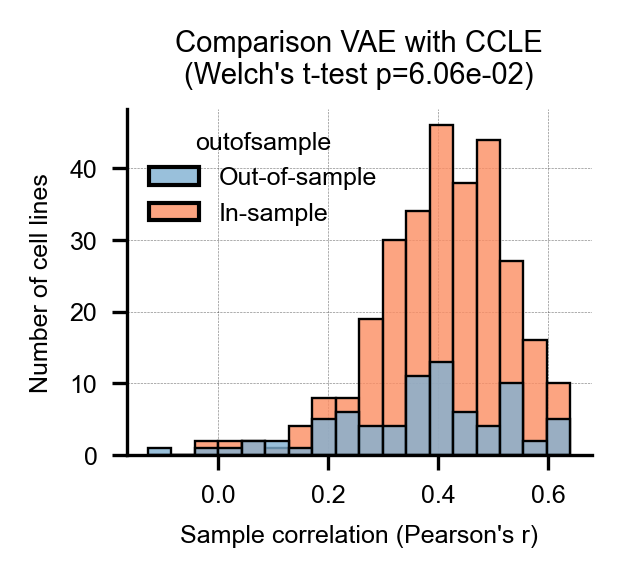 Comparison VAE with CCLE
(Welch's t-test p=6.06e-02)
outofsample
Out-of-sample
In-sample
Number of cell lines
40
30
20
10
0
0.0
0.2
0.4
0.6
Sample correlation (Pearson's r)